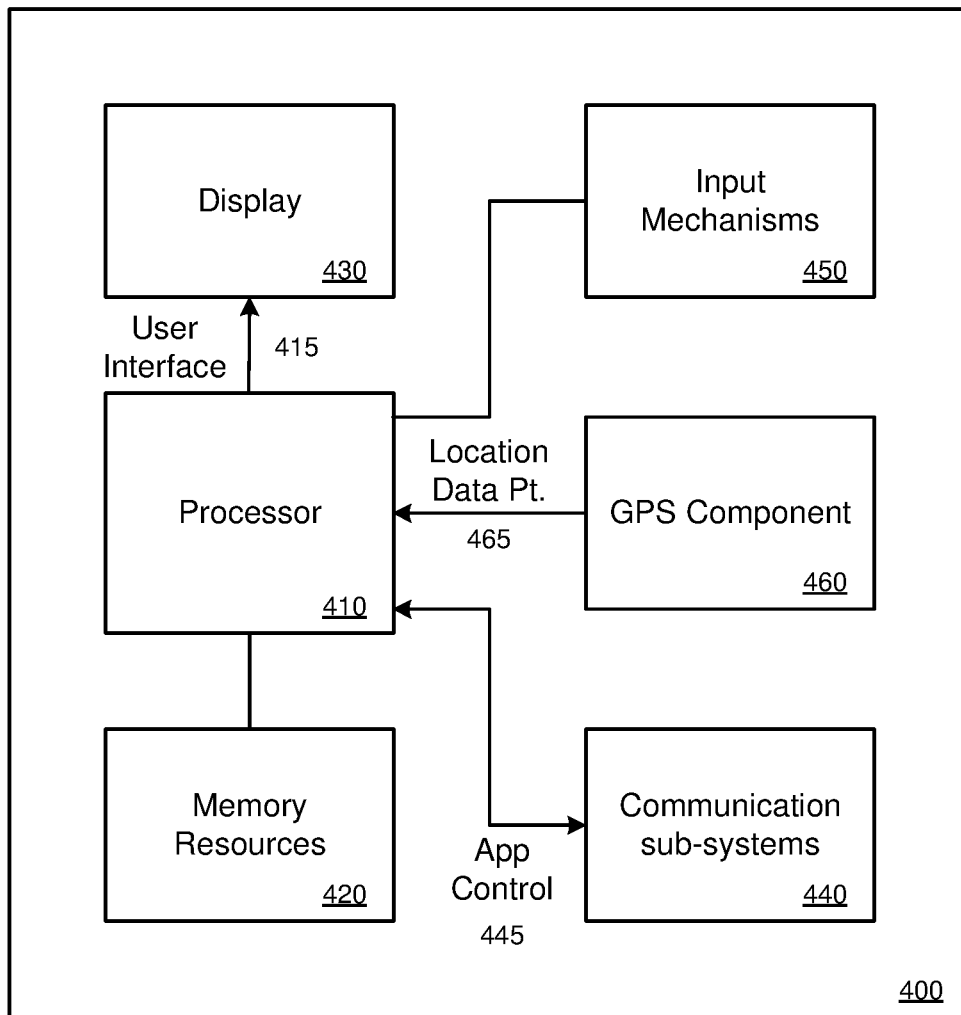 Display
430
Input
Mechanisms
450
User
Interface
415
Processor
410
Location
Data Pt.
465
GPS Component
460
Memory
Resources
420
App
Control
445
Communication
sub-systems
440
400